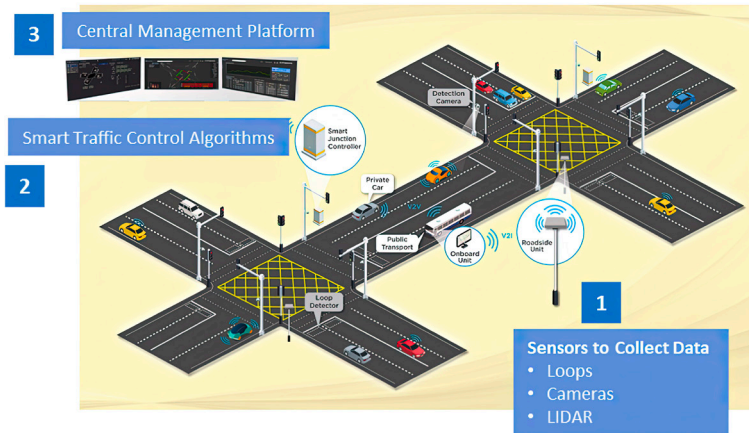 3
Central Management Platform
Smart Traffic Control Algorithms
2
Smart
Junction
Controller
Detection
Camera
Private
Car
V2V
Public
Transport
Onboard
Unit
V2I
Roadside
Unit
Loop
Detector
1
Sensors to Collect Data
• Loops
• Cameras
• LIDAR